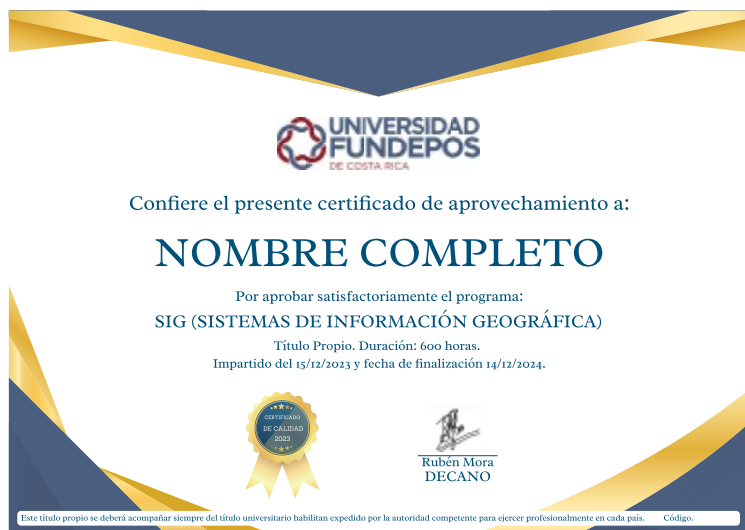 UNIVERSIDAD
FUNDEPOS
DE COSTA RICA
Confiere el presente certificado de aprovechamiento a:
NOMBRE COMPLETO
Por aprobar satisfactoriamente el programa:
SIG (SISTEMAS DE INFORMACIÓN GEOGRÁFICA)
Título Propio. Duración: 600 horas.
Impartido del 15/12/2023 y fecha de finalización 14/12/2024.
CERTIFICADO
DE CALIDAD
2023
Rubén Mora
DECANO
Este título propio se deberá acompañar siempre del título universitario habilitan expedido por la autoridad competente para ejercer profesionalmente en cada país. Código.